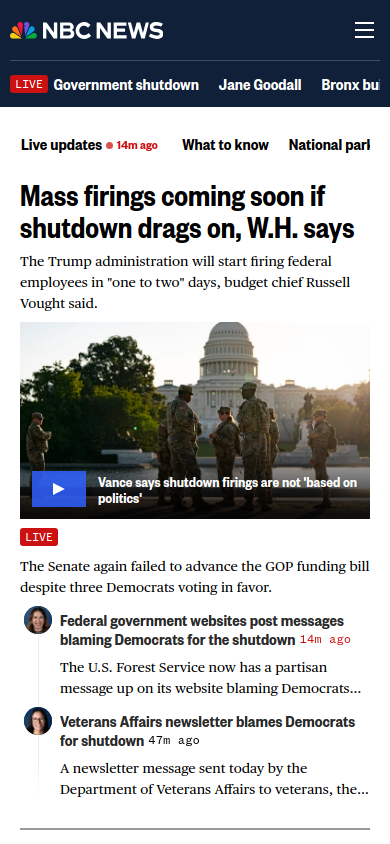 NBC NEWS
LIVE Government shutdown Jane Goodall Bronx
Live updates 14m ago What to know National
Mass firings coming soon if
shutdown drags on, W.H. says
The Trump administration will start firing federal
employees in "one to two" days, budget chief Russell
Vought said.
Vance says shutdown firings are not 'based on
politics'
LIVE
The Senate again failed to advance the GOP funding bill
despite three Democrats voting in favor.
Federal government websites post messages
blaming Democrats for the shutdown 14m ago
The U.S. Forest Service now has a partisan
message up on its website blaming Democrats...
Veterans Affairs newsletter blames Democrats
for shutdown 47m ago
A newsletter message sent today by the
Department of Veterans Affairs to veterans, the...